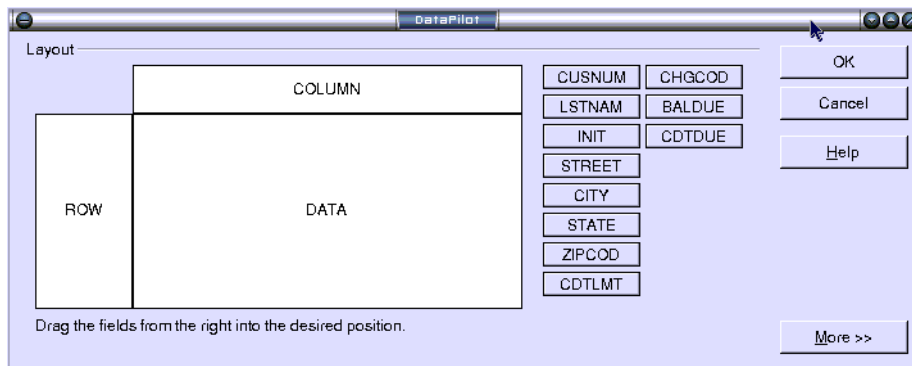 DataPilot
Layout
COLUMN
ROW
DATA
CUSNUM
CHGCOD
LSTNAM
BALDUE
INIT
CDTDUE
STREET
CITY
STATE
ZIPCOD
CDTLMT
OK
Cancel
Help
Drag the fields from the right into the desired position.
More >>